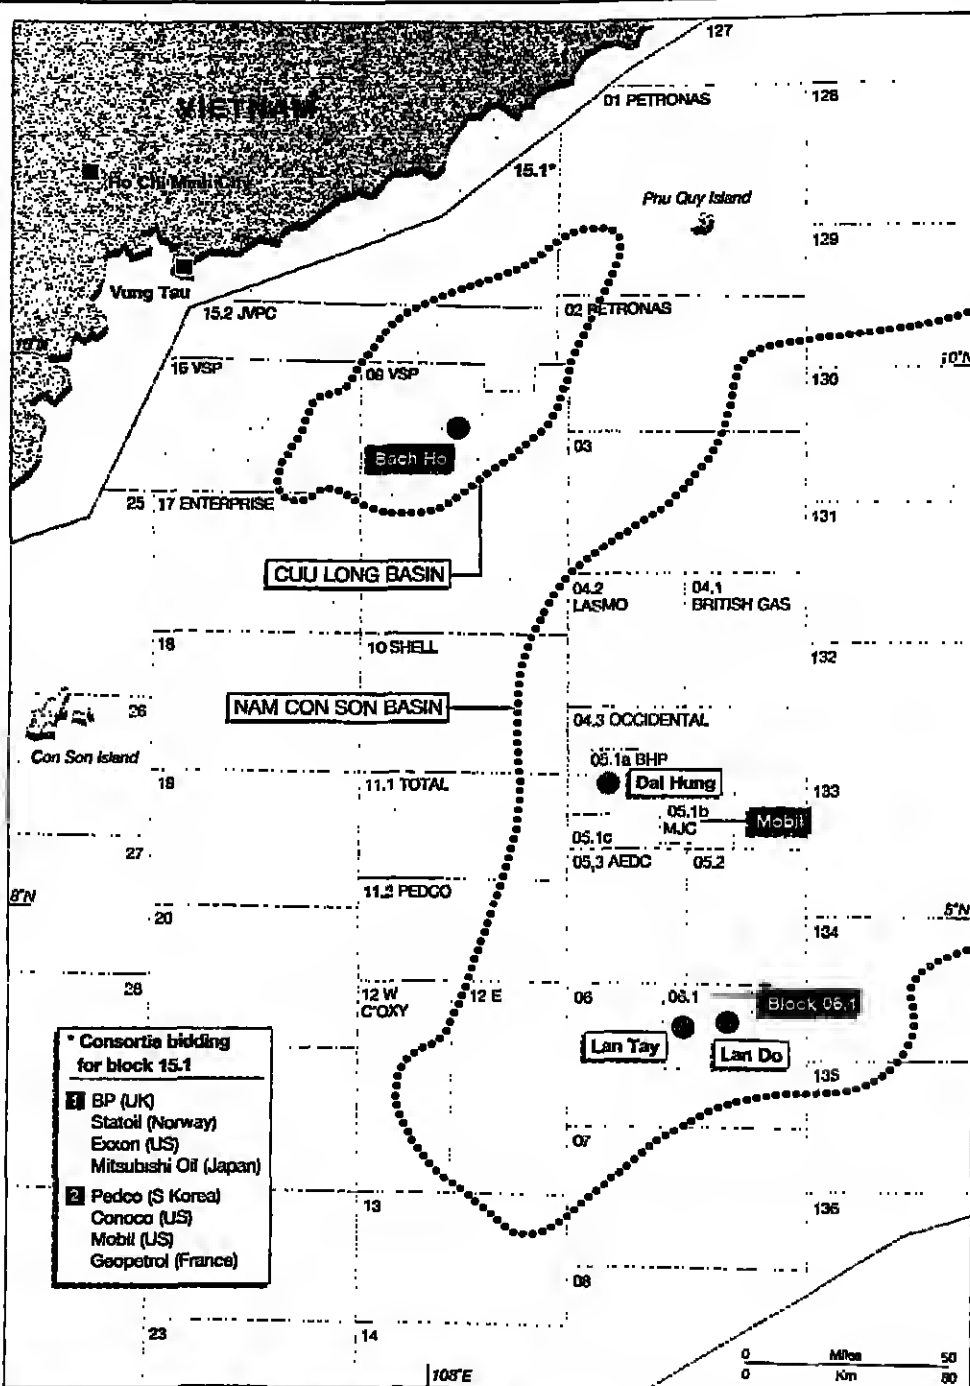 127
VIETNAM
01 PETRONAS
128
15.1*
Ho Chi Minh City
Phu Quy Island
129
Vung Tau
15.2 JVPC
02 PETRONAS
10°N
16 VSP
09 VSP
130
10°N
03
Bach Ho
25
17 ENTERPRISE
131
CUU LONG BASIN
04.2
LASMO
04.1
BRITISH GAS
18
10 SHELL
132
NAM CON SON BASIN
26
04.3 OCCIDENTAL
Con Son Island
05.1a BHP
19
11.1 TOTAL
Dai Hung
133
05.1b
MJC
Mobil
05.1c
27
05.3 AEDC
05.2
8°N
11.2 PEDCO
20
134
28
12 W
C'OXY
12 E
06
06.1
Block 06.1
Lan Tay
Lan Do
135
* Consortia bidding
for block 15.1
1 BP (UK)
Statoil (Norway)
Exxon (US)
Mitsubishi Oil (Japan)
2 Pedco (S Korea)
Conoco (US)
Mobil (US)
Geopetrol (France)
07
13
136
08
23
14
108°E
0 Miles 50
0 Km 80